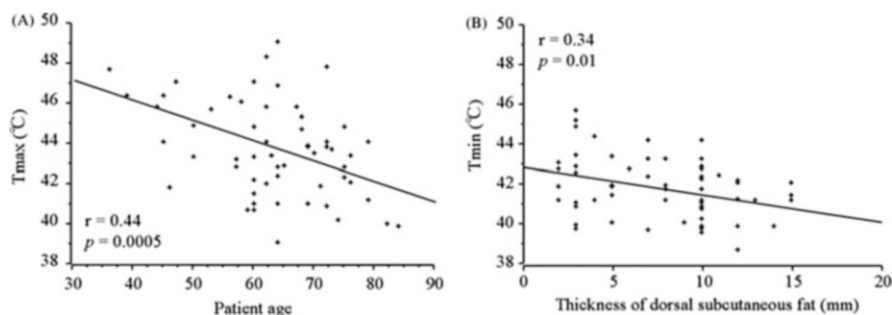 (A)
50
48
46
44
42
40
38
Tmax (℃)
r = 0.44
p = 0.0005
30 40 50 60 70 80 90
Patient age
(B)
50
48
46
44
42
40
38
Tmin (℃)
r = 0.34
p = 0.01
0 5 10 15 20
Thickness of dorsal subcutaneous fat (mm)